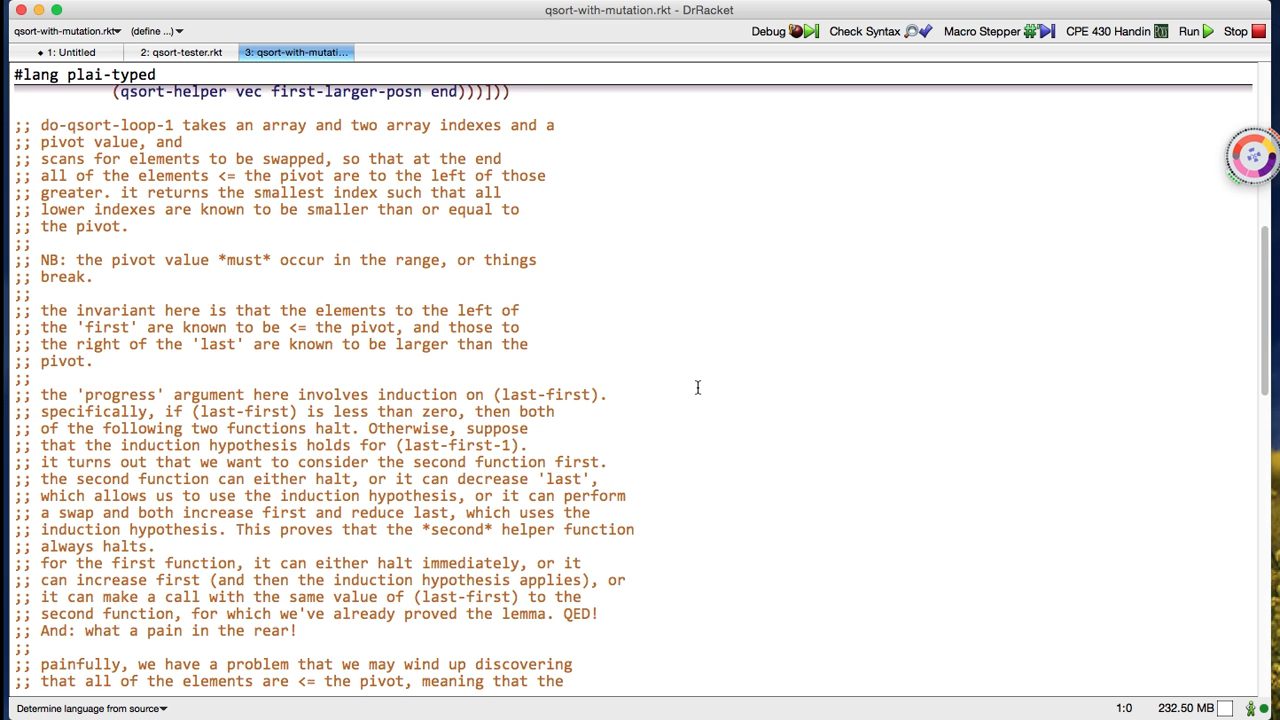 qsort-with-mutation.rkt - DrRacket
qsort-with-mutation.rkt▾ (define ...)▾ Debug Check Syntax Macro Stepper CPE 430 Handin Run Stop
• 1: Untitled 2: qsort-tester.rkt 3: qsort-with-mutati...
#lang plai-typed
(qsort-helper vec first-larger-posn end)))]))
;; do-qsort-loop-1 takes an array and two array indexes and a
;; pivot value, and
;; scans for elements to be swapped, so that at the end
;; all of the elements <= the pivot are to the left of those
;; greater. it returns the smallest index such that all
;; lower indexes are known to be smaller than or equal to
;; the pivot.
;;
;; NB: the pivot value *must* occur in the range, or things
;; break.
;;
;; the invariant here is that the elements to the left of
;; the 'first' are known to be <= the pivot, and those to
;; the right of the 'last' are known to be larger than the
;; pivot.
;;
;; the 'progress' argument here involves induction on (last-first).
;; specifically, if (last-first) is less than zero, then both
;; of the following two functions halt. Otherwise, suppose
;; that the induction hypothesis holds for (last-first-1).
;; it turns out that we want to consider the second function first.
;; the second function can either halt, or it can decrease 'last',
;; which allows us to use the induction hypothesis, or it can perform
;; a swap and both increase first and reduce last, which uses the
;; induction hypothesis. This proves that the *second* helper function
;; always halts.
;; for the first function, it can either halt immediately, or it
;; can increase first (and then the induction hypothesis applies), or
;; it can make a call with the same value of (last-first) to the
;; second function, for which we've already proved the lemma. QED!
;; And: what a pain in the rear!
;;
;; painfully, we have a problem that we may wind up discovering
;; that all of the elements are <= the pivot, meaning that the
Determine language from source▾ 1:0 232.50 MB